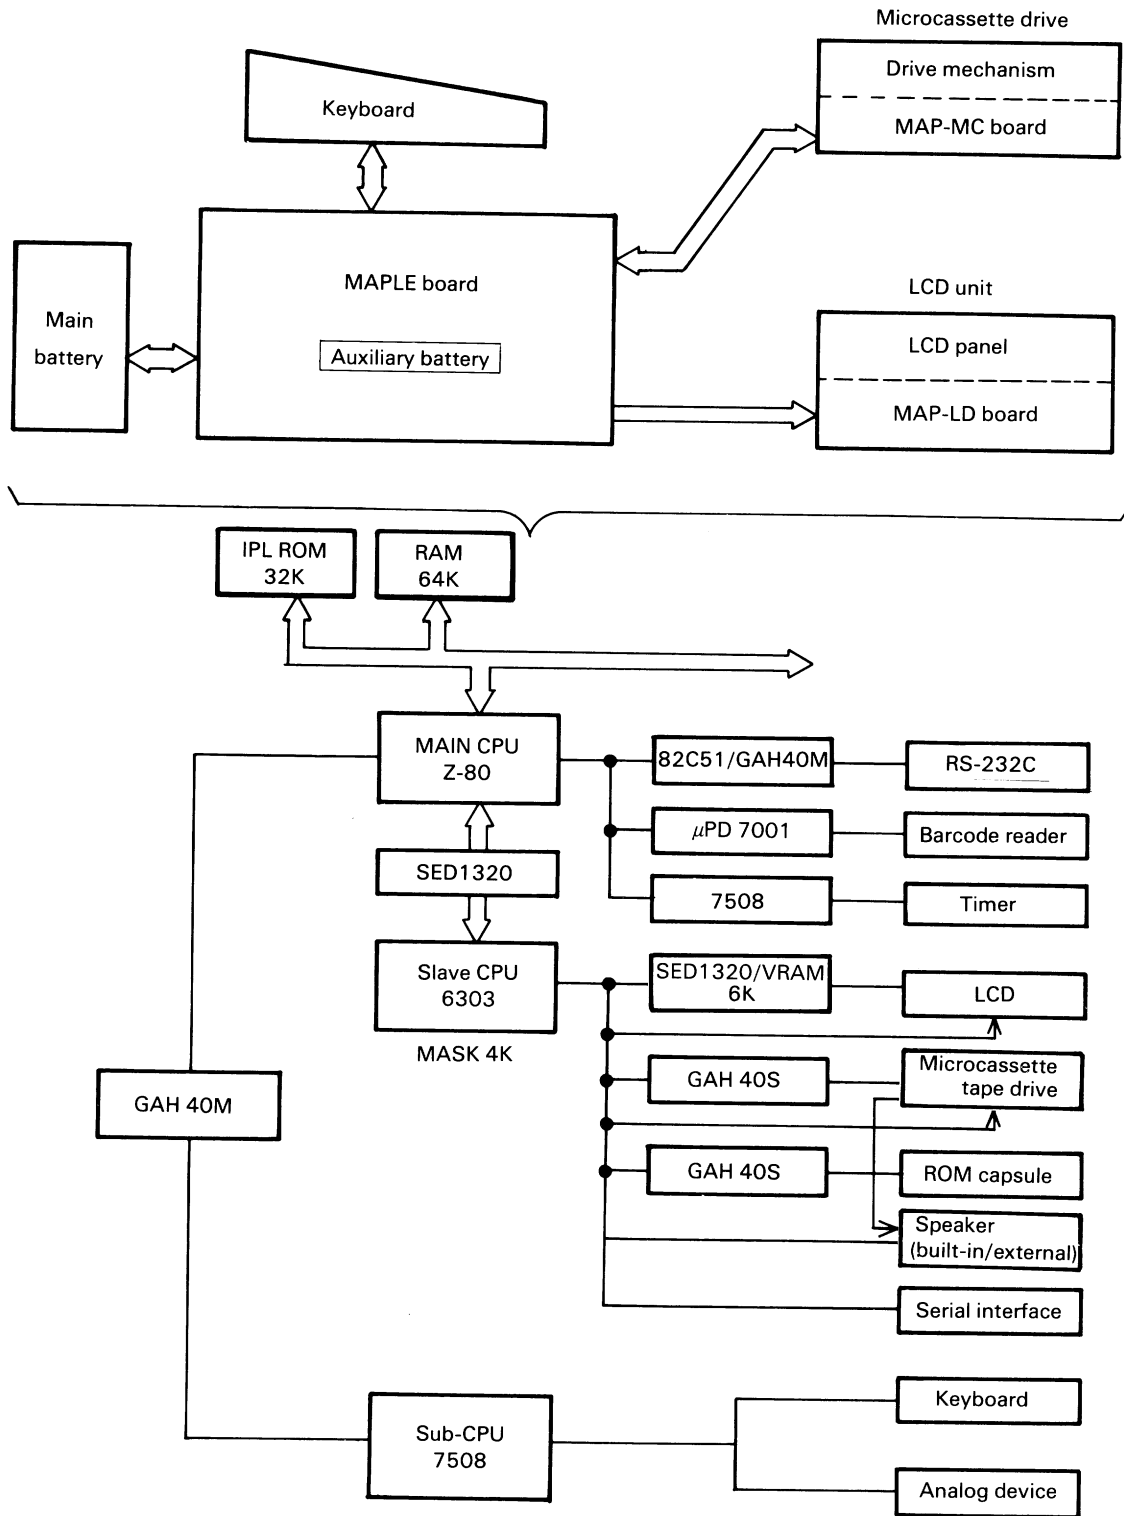 Microcassette drive
Drive mechanism
MAP-MC board
Keyboard
MAPLE board
Auxiliary battery
Main
battery
LCD unit
LCD panel
MAP-LD board
IPL ROM
32K
RAM
64K
MAIN CPU
Z-80
82C51/GAH40M
RS-232C
μPD 7001
Barcode reader
SED1320
7508
Timer
Slave CPU
6303
MASK 4K
SED1320/VRAM
6K
LCD
GAH 40S
Microcassette
tape drive
GAH 40M
GAH 40S
ROM capsule
Speaker
(built-in/external)
Serial interface
Sub-CPU
7508
Keyboard
Analog device